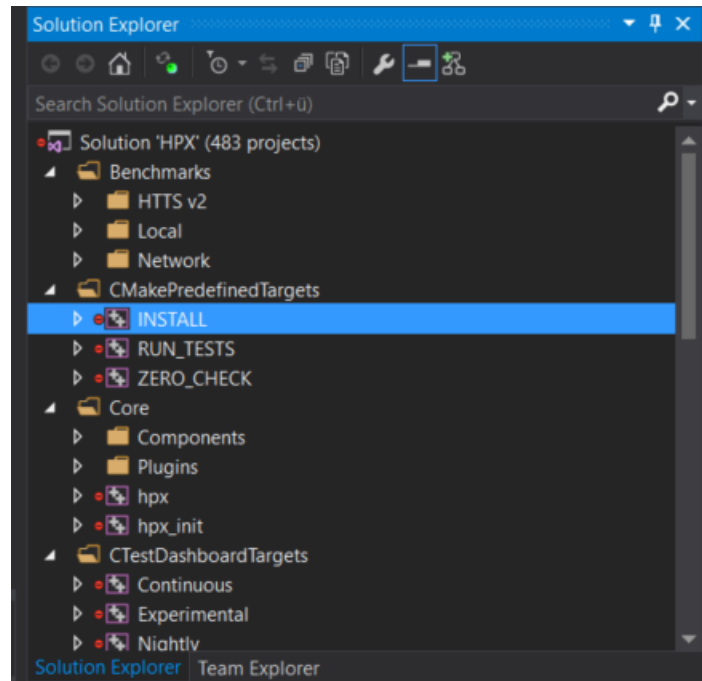 Solution Explorer
Search Solution Explorer (Ctrl+ü)
Solution 'HPX' (483 projects)
Benchmarks
HTTS v2
Local
Network
CMakePredefinedTargets
INSTALL
RUN_TESTS
ZERO_CHECK
Core
Components
Plugins
hpx
hpx_init
CTestDashboardTargets
Continuous
Experimental
Nightly
Solution Explorer Team Explorer